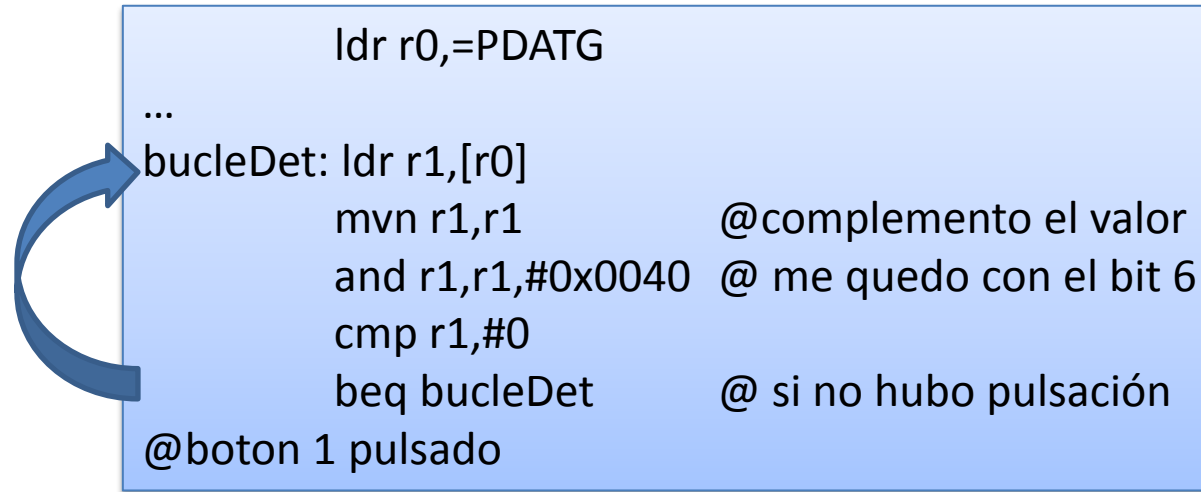 ldr r0,=PDATG
…
bucleDet: ldr r1,[r0]
mvn r1,r1 @complemento el valor
and r1,r1,#0x0040 @ me quedo con el bit 6
cmp r1,#0
beq bucleDet @ si no hubo pulsación
@boton 1 pulsado